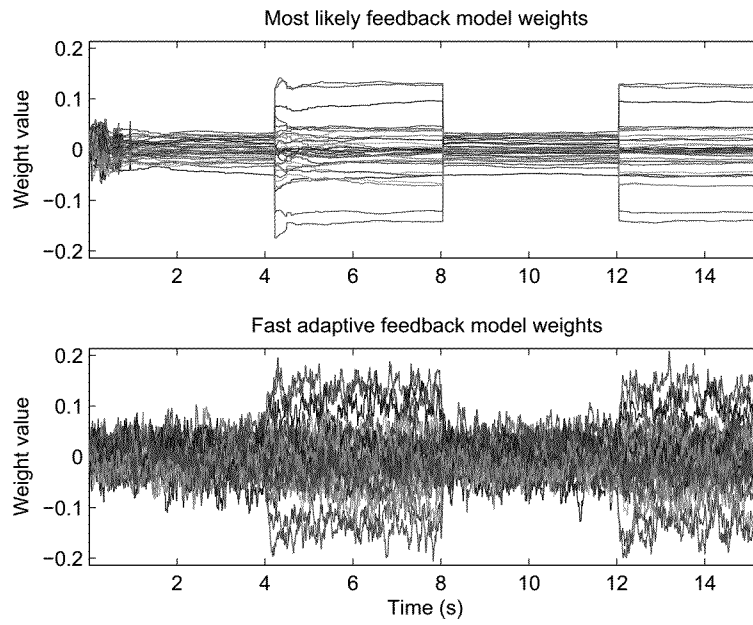 Most likely feedback model weights
0.2
0.1
0
−0.1
−0.2
Weight value
2 4 6 8 10 12 14
Fast adaptive feedback model weights
0.2
0.1
0
−0.1
−0.2
Weight value
2 4 6 8 10 12 14
Time (s)